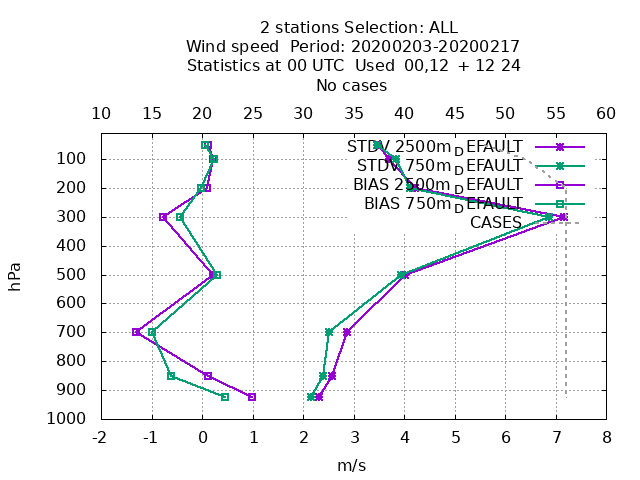 2 stations Selection: ALL
Wind speed  Period: 20200203-20200217
Statistics at 00 UTC  Used  00,12  + 12 24
No cases
10 15 20 25 30 35 40 45 50 55 60
STDV 2500m_DEFAULT
STDV 750m_DEFAULT
BIAS 2500m_DEFAULT
BIAS 750m_DEFAULT
CASES
100
200
300
400
500
600
700
800
900
1000
hPa
-2 -1 0 1 2 3 4 5 6 7 8
m/s